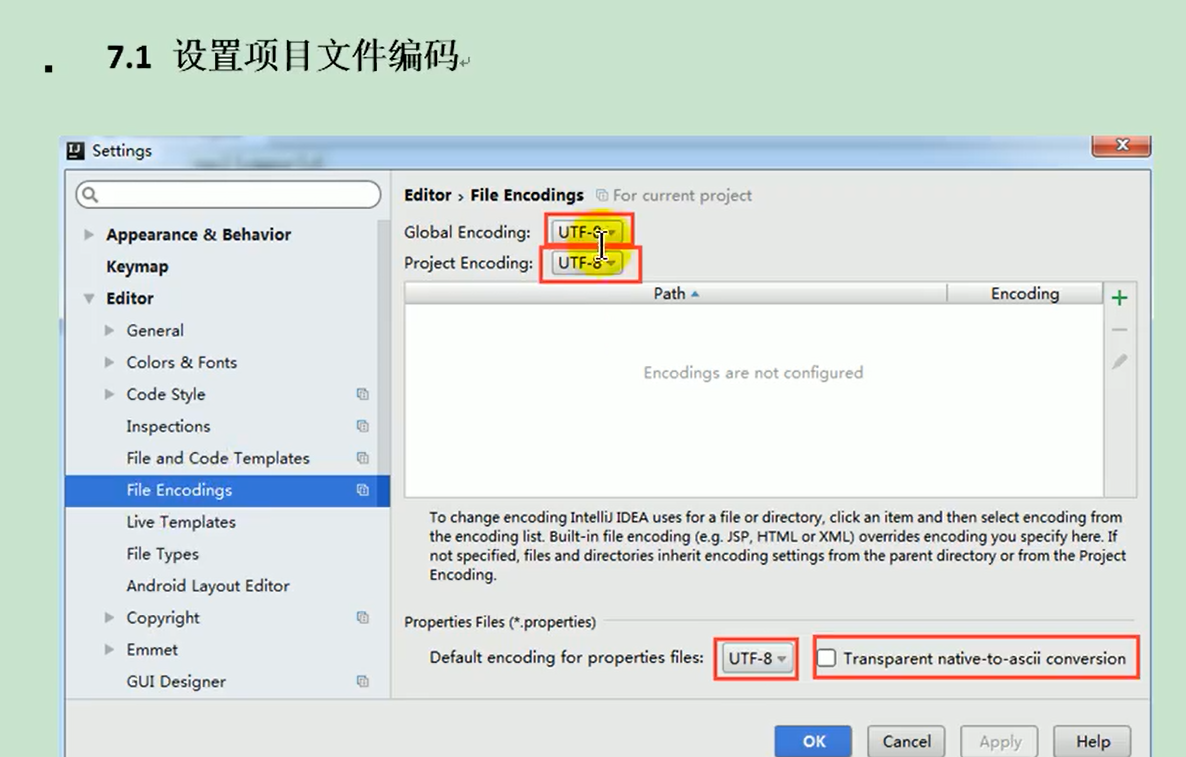 ▪ 7.1 设置项目文件编码
Settings
Editor › File Encodings For current project
Appearance & Behavior
Global Encoding: UTF-8
Keymap
Project Encoding: UTF-8
Editor
Path Encoding
General
Colors & Fonts
Encodings are not configured
Code Style
Inspections
File and Code Templates
File Encodings
Live Templates
File Types
Android Layout Editor
Copyright
Emmet
GUI Designer
To change encoding IntelliJ IDEA uses for a file or directory, click an item and then select encoding from
the encoding list. Built-in file encoding (e.g. JSP, HTML or XML) overrides encoding you specify here. If
not specified, files and directories inherit encoding settings from the parent directory or from the Project
Encoding.
Properties Files (*.properties)
Default encoding for properties files: UTF-8 Transparent native-to-ascii conversion
OK Cancel Apply Help